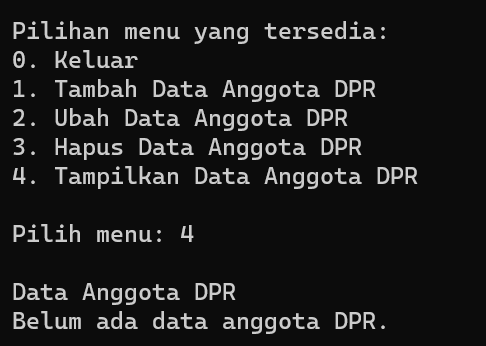 Pilihan menu yang tersedia:
0. Keluar
1. Tambah Data Anggota DPR
2. Ubah Data Anggota DPR
3. Hapus Data Anggota DPR
4. Tampilkan Data Anggota DPR
Pilih menu: 4
Data Anggota DPR
Belum ada data anggota DPR.